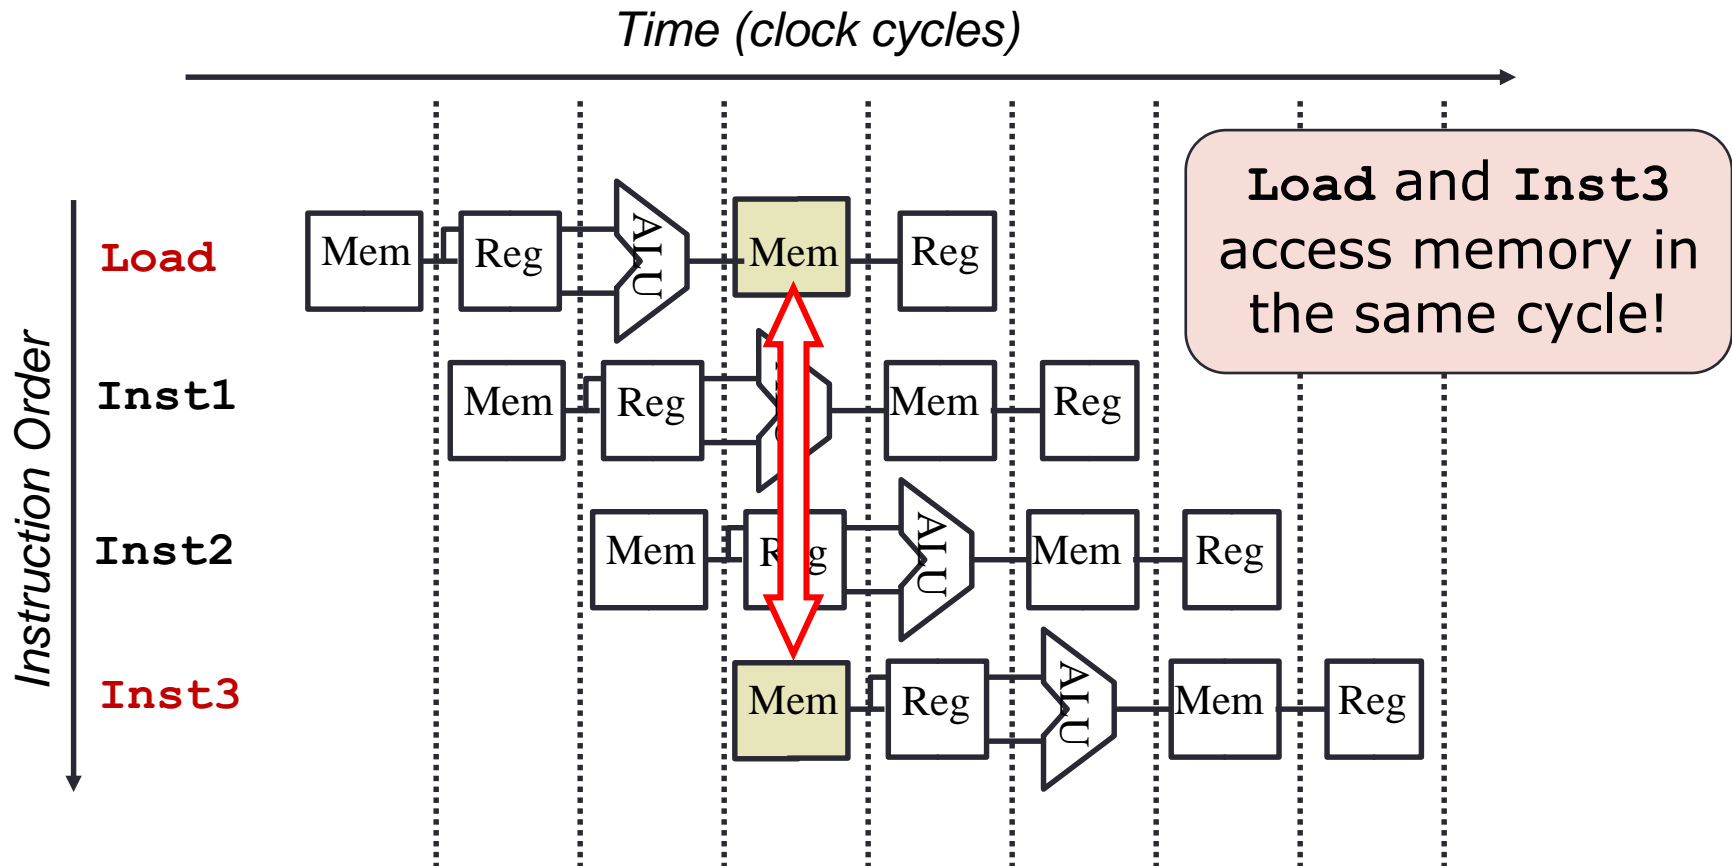 Time (clock cycles)
Load and Inst3
access memory in
the same cycle!
Instruction Order
Load
Mem Reg ALU Mem Reg
Inst1
Mem Reg Mem Reg
Inst2
Mem Reg ALU Mem Reg
Inst3
Mem Reg ALU Mem Reg